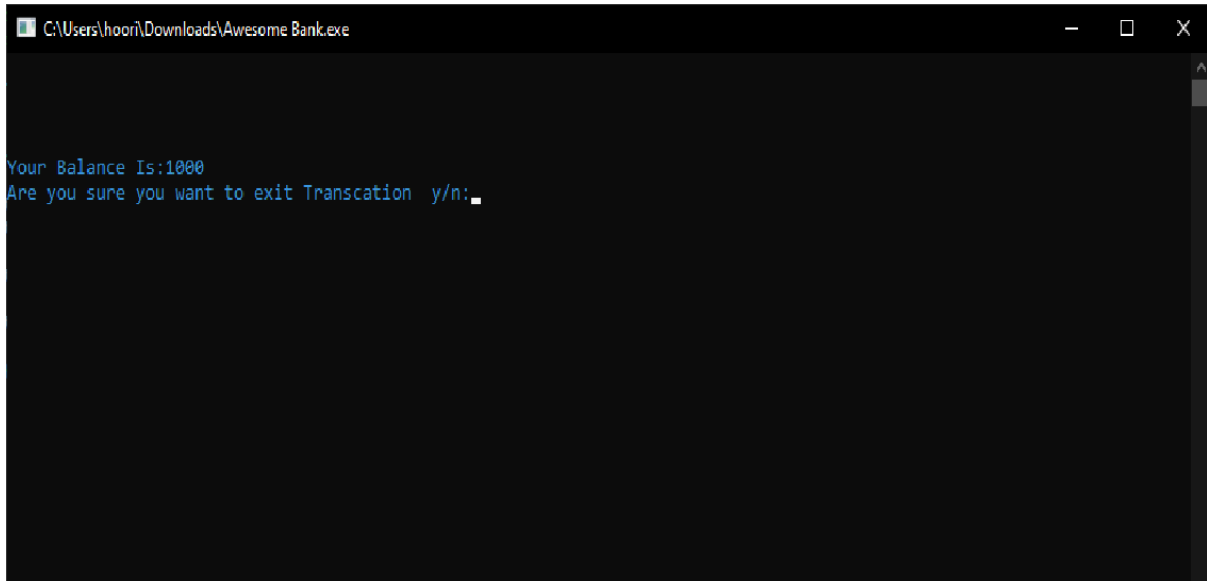 C:\Users\hoori\Downloads\Awesome Bank.exe
Your Balance Is:1000
Are you sure you want to exit Transcation  y/n: